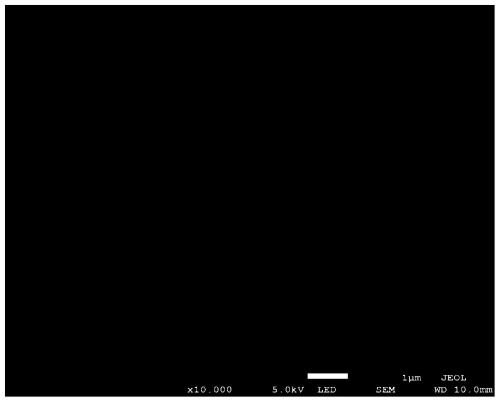 1µm JEOL
x10.000 5.0kV LED SEM WD 10.0mm